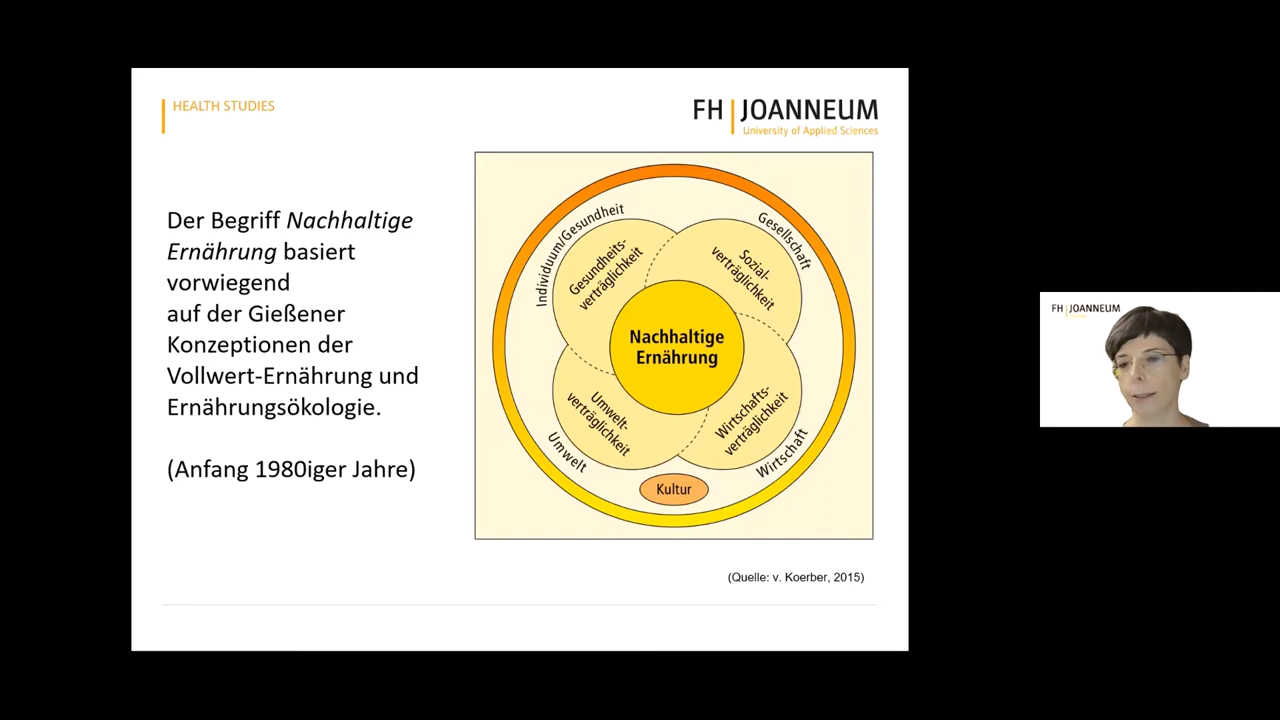 HEALTH STUDIES
FH JOANNEUM
University of Applied Sciences
Der Begriff Nachhaltige
Ernährung basiert
vorwiegend
auf der Gießener
Konzeptionen der
Vollwert-Ernährung und
Ernährungsökologie.
(Anfang 1980iger Jahre)
Individuum/Gesundheit
Gesellschaft
Gesundheits-
verträglichkeit
Sozial-
verträglichkeit
Nachhaltige
Ernährung
Umwelt-
verträglichkeit
Wirtschafts-
verträglichkeit
Umwelt
Wirtschaft
Kultur
(Quelle: v. Koerber, 2015)
FH JOANNEUM